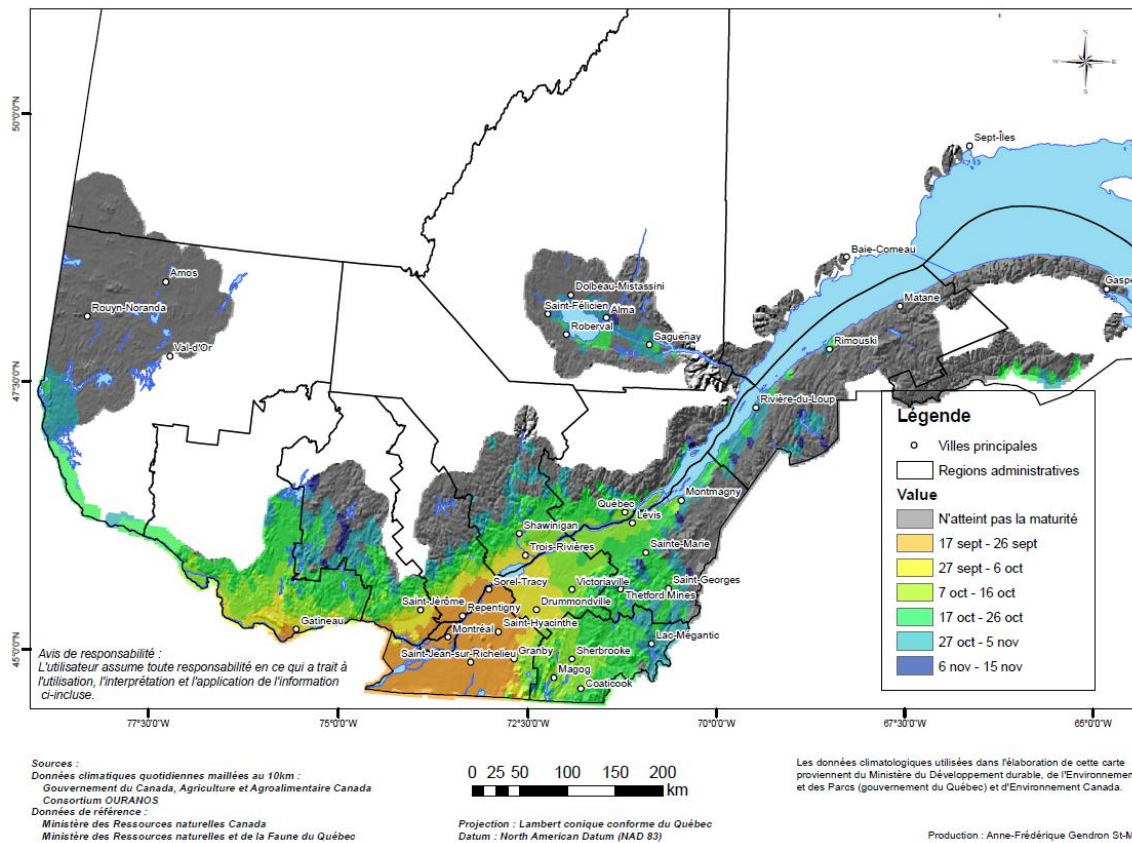 N
W E
S
50°0'0"N
47°30'0"N
45°0'0"N
Sept-Îles
Baie-Comeau
Gaspé
Matane
Rimouski
Amos
Rouyn-Noranda
Val-d'Or
Dolbeau-Mistassini
Saint-Félicien
Alma
Roberval
Saguenay
Rivière-du-Loup
Montmagny
Québec
Lévis
Shawinigan
Sainte-Marie
Trois-Rivières
Saint-Georges
Sorel-Tracy
Victoriaville
Thetford Mines
Saint-Jérôme
Repentigny
Drummondville
Gatineau
Saint-Hyacinthe
Montréal
Lac-Mégantic
Saint-Jean-sur-Richelieu
Granby
Sherbrooke
Magog
Coaticook
Légende
Villes principales
Regions administratives
Value
N'atteint pas la maturité
17 sept - 26 sept
27 sept - 6 oct
7 oct - 16 oct
17 oct - 26 oct
27 oct - 5 nov
6 nov - 15 nov
Avis de responsabilité :
L'utilisateur assume toute responsabilité en ce qui a trait à
l'utilisation, l'interprétation et l'application de l'information
ci-incluse.
77°30'0"W
75°0'0"W
72°30'0"W
70°0'0"W
67°30'0"W
65°0'0"W
Sources :
Données climatiques quotidiennes maillées au 10km :
Gouvernement du Canada, Agriculture et Agroalimentaire Canada
Consortium OURANOS
Données de référence :
Ministère des Ressources naturelles Canada
Ministère des Ressources naturelles et de la Faune du Québec
0 25 50 100 150 200
km
Projection : Lambert conique conforme du Québec
Datum : North American Datum (NAD 83)
Les données climatologiques utilisées dans l'élaboration de cette carte
proviennent du Ministère du Développement durable, de l'Environnemen
et des Parcs (gouvernement du Québec) et d'Environnement Canada.
Production : Anne-Frédérique Gendron St-M